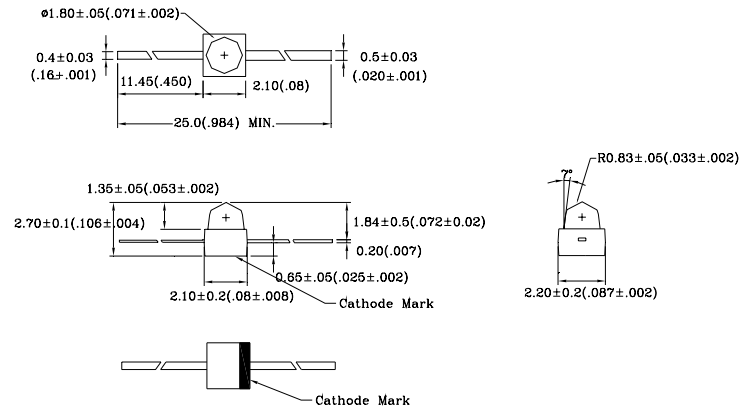 ø1.80±.05(.071±.002)
0.4±0.03
(.16±.001)
0.5±0.03
(.020±.001)
11.45(.450)
2.10(.08)
25.0(.984) MIN.
1.35±.05(.053±.002)
2.70±0.1(.106±.004)
1.84±0.5(.072±0.02)
0.20(.007)
0.65±.05(.025±.002)
2.10±0.2(.08±.008)
Cathode Mark
7°
R0.83±.05(.033±.002)
2.20±0.2(.087±.002)
Cathode Mark